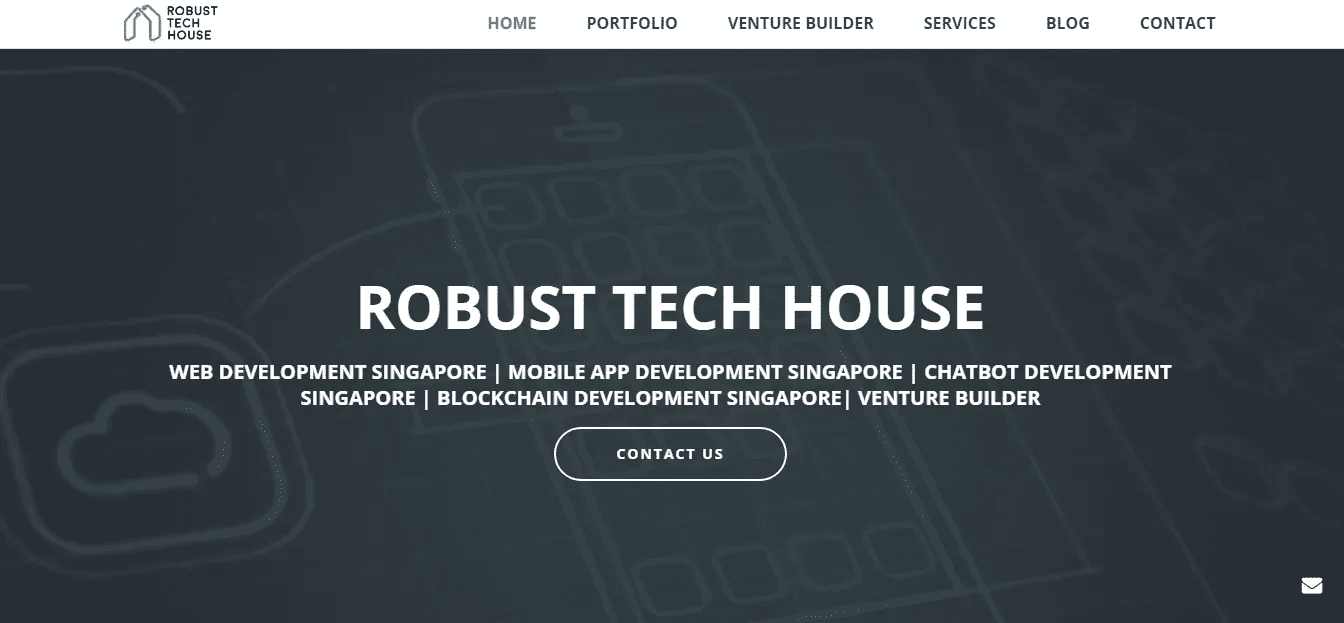 ROBUST
TECH
HOUSE
HOME PORTFOLIO VENTURE BUILDER SERVICES BLOG CONTACT
ROBUST TECH HOUSE
WEB DEVELOPMENT SINGAPORE | MOBILE APP DEVELOPMENT SINGAPORE | CHATBOT DEVELOPMENT
SINGAPORE | BLOCKCHAIN DEVELOPMENT SINGAPORE| VENTURE BUILDER
CONTACT US